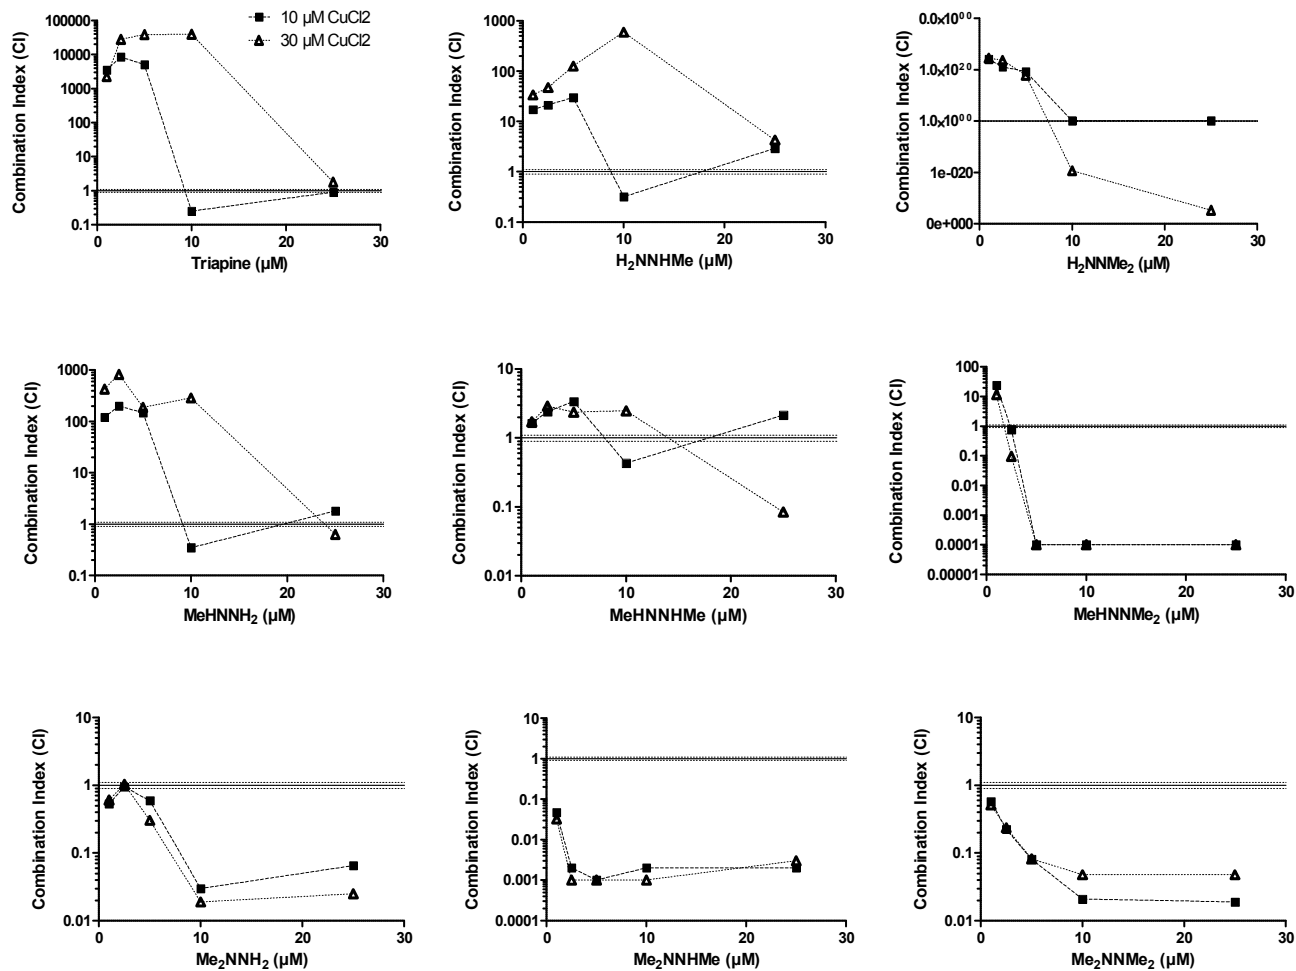 10 µM CuCl2
30 µM CuCl2
Combination Index (CI)
100000
10000
1000
100
10
1
0.1
0 10 20 30
Triapine (µM)
Combination Index (CI)
1000
100
10
1
0.1
0 10 20 30
H₂NNHMe (µM)
Combination Index (CI)
0.0×10⁰⁰
1.0×10²⁰
1.0×10⁰⁰
1e-020
0e+000
0 10 20 30
H₂NNMe₂ (µM)
Combination Index (CI)
1000
100
10
1
0.1
0 10 20 30
MeHNNH₂ (µM)
Combination Index (CI)
10
1
0.1
0.01
0 10 20 30
MeHNNHMe (µM)
Combination Index (CI)
100
10
1
0.1
0.01
0.001
0.0001
0.00001
0 10 20 30
MeHNNMe₂ (µM)
Combination Index (CI)
10
1
0.1
0.01
0 10 20 30
Me₂NNH₂ (µM)
Combination Index (CI)
10
1
0.1
0.01
0.001
0.0001
0 10 20 30
Me₂NNHMe (µM)
Combination Index (CI)
10
1
0.1
0.01
0 10 20 30
Me₂NNMe₂ (µM)